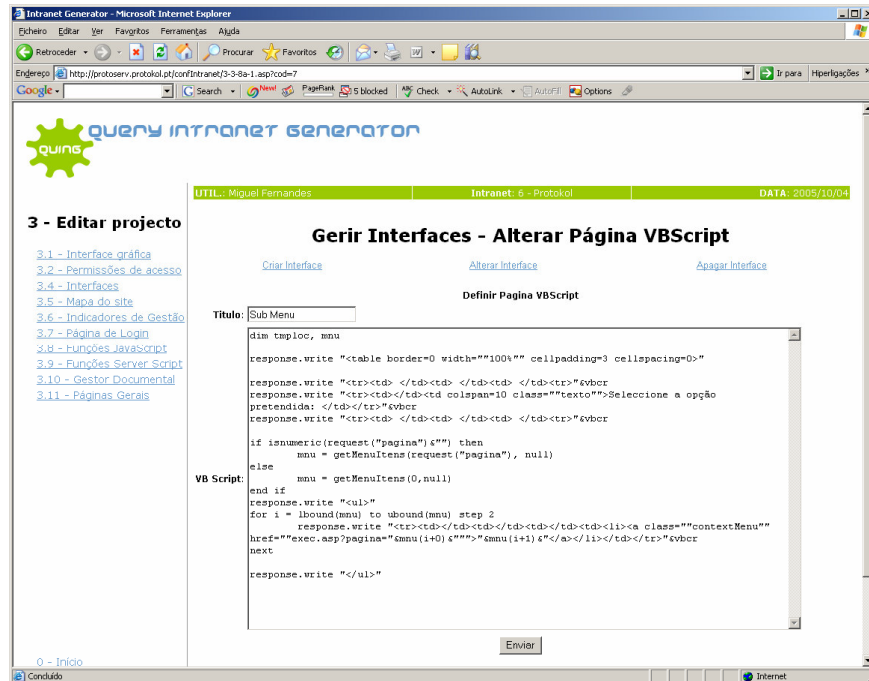 Intranet Generator - Microsoft Internet Explorer
Ficheiro Editar Ver Favoritos Ferramentas Ajuda
Retroceder Procurar Favoritos
Endereço http://protoserv.protokol.pt/confIntranet/3-3-8a-1.asp?cod=7 Ir para Hiperligações
Google Search New! PageRank 5 blocked ABC Check AutoLink AutoFill Options
QUING
QUERY INTRANET GENERATOR
UTIL.: Miguel Fernandes Intranet: 6 - Protokol DATA: 2005/10/04
3 - Editar projecto
3.1 - Interface gráfica
3.2 - Permissões de acesso
3.4 - Interfaces
3.5 - Mapa do site
3.6 - Indicadores de Gestão
3.7 - Página de Login
3.8 - Funções JavaScript
3.9 - Funções Server Script
3.10 - Gestor Documental
3.11 - Páginas Gerais
0 - Início
Gerir Interfaces - Alterar Página VBScript
Criar Interface Alterar Interface Apagar Interface
Definir Pagina VBScript
Titulo: Sub Menu
VB Script:
dim tmploc, mnu
response.write "<table border=0 width=""100%"" cellpadding=3 cellspacing=0>"
response.write "<tr><td> </td><td> </td><td> </td><tr>"&vbcr
response.write "<tr><td></td><td colspan=10 class=""texto"">Seleccione a opção
pretendida: </td></tr>"&vbcr
response.write "<tr><td> </td><td> </td><td> </td><tr>"&vbcr
if isnumeric(request("pagina")&"") then
mnu = getMenuItens(request("pagina"), null)
else
mnu = getMenuItens(0,null)
end if
response.write "<ul>"
for i = lbound(mnu) to ubound(mnu) step 2
response.write "<tr><td></td><td></td><td></td><td><li><a class=""contextMenu""
href=""exec.asp?pagina="&mnu(i+0)&""">"&mnu(i+1)&"</a></li></td></tr>"&vbcr
next
response.write "</ul>"
Enviar
Concluído Internet